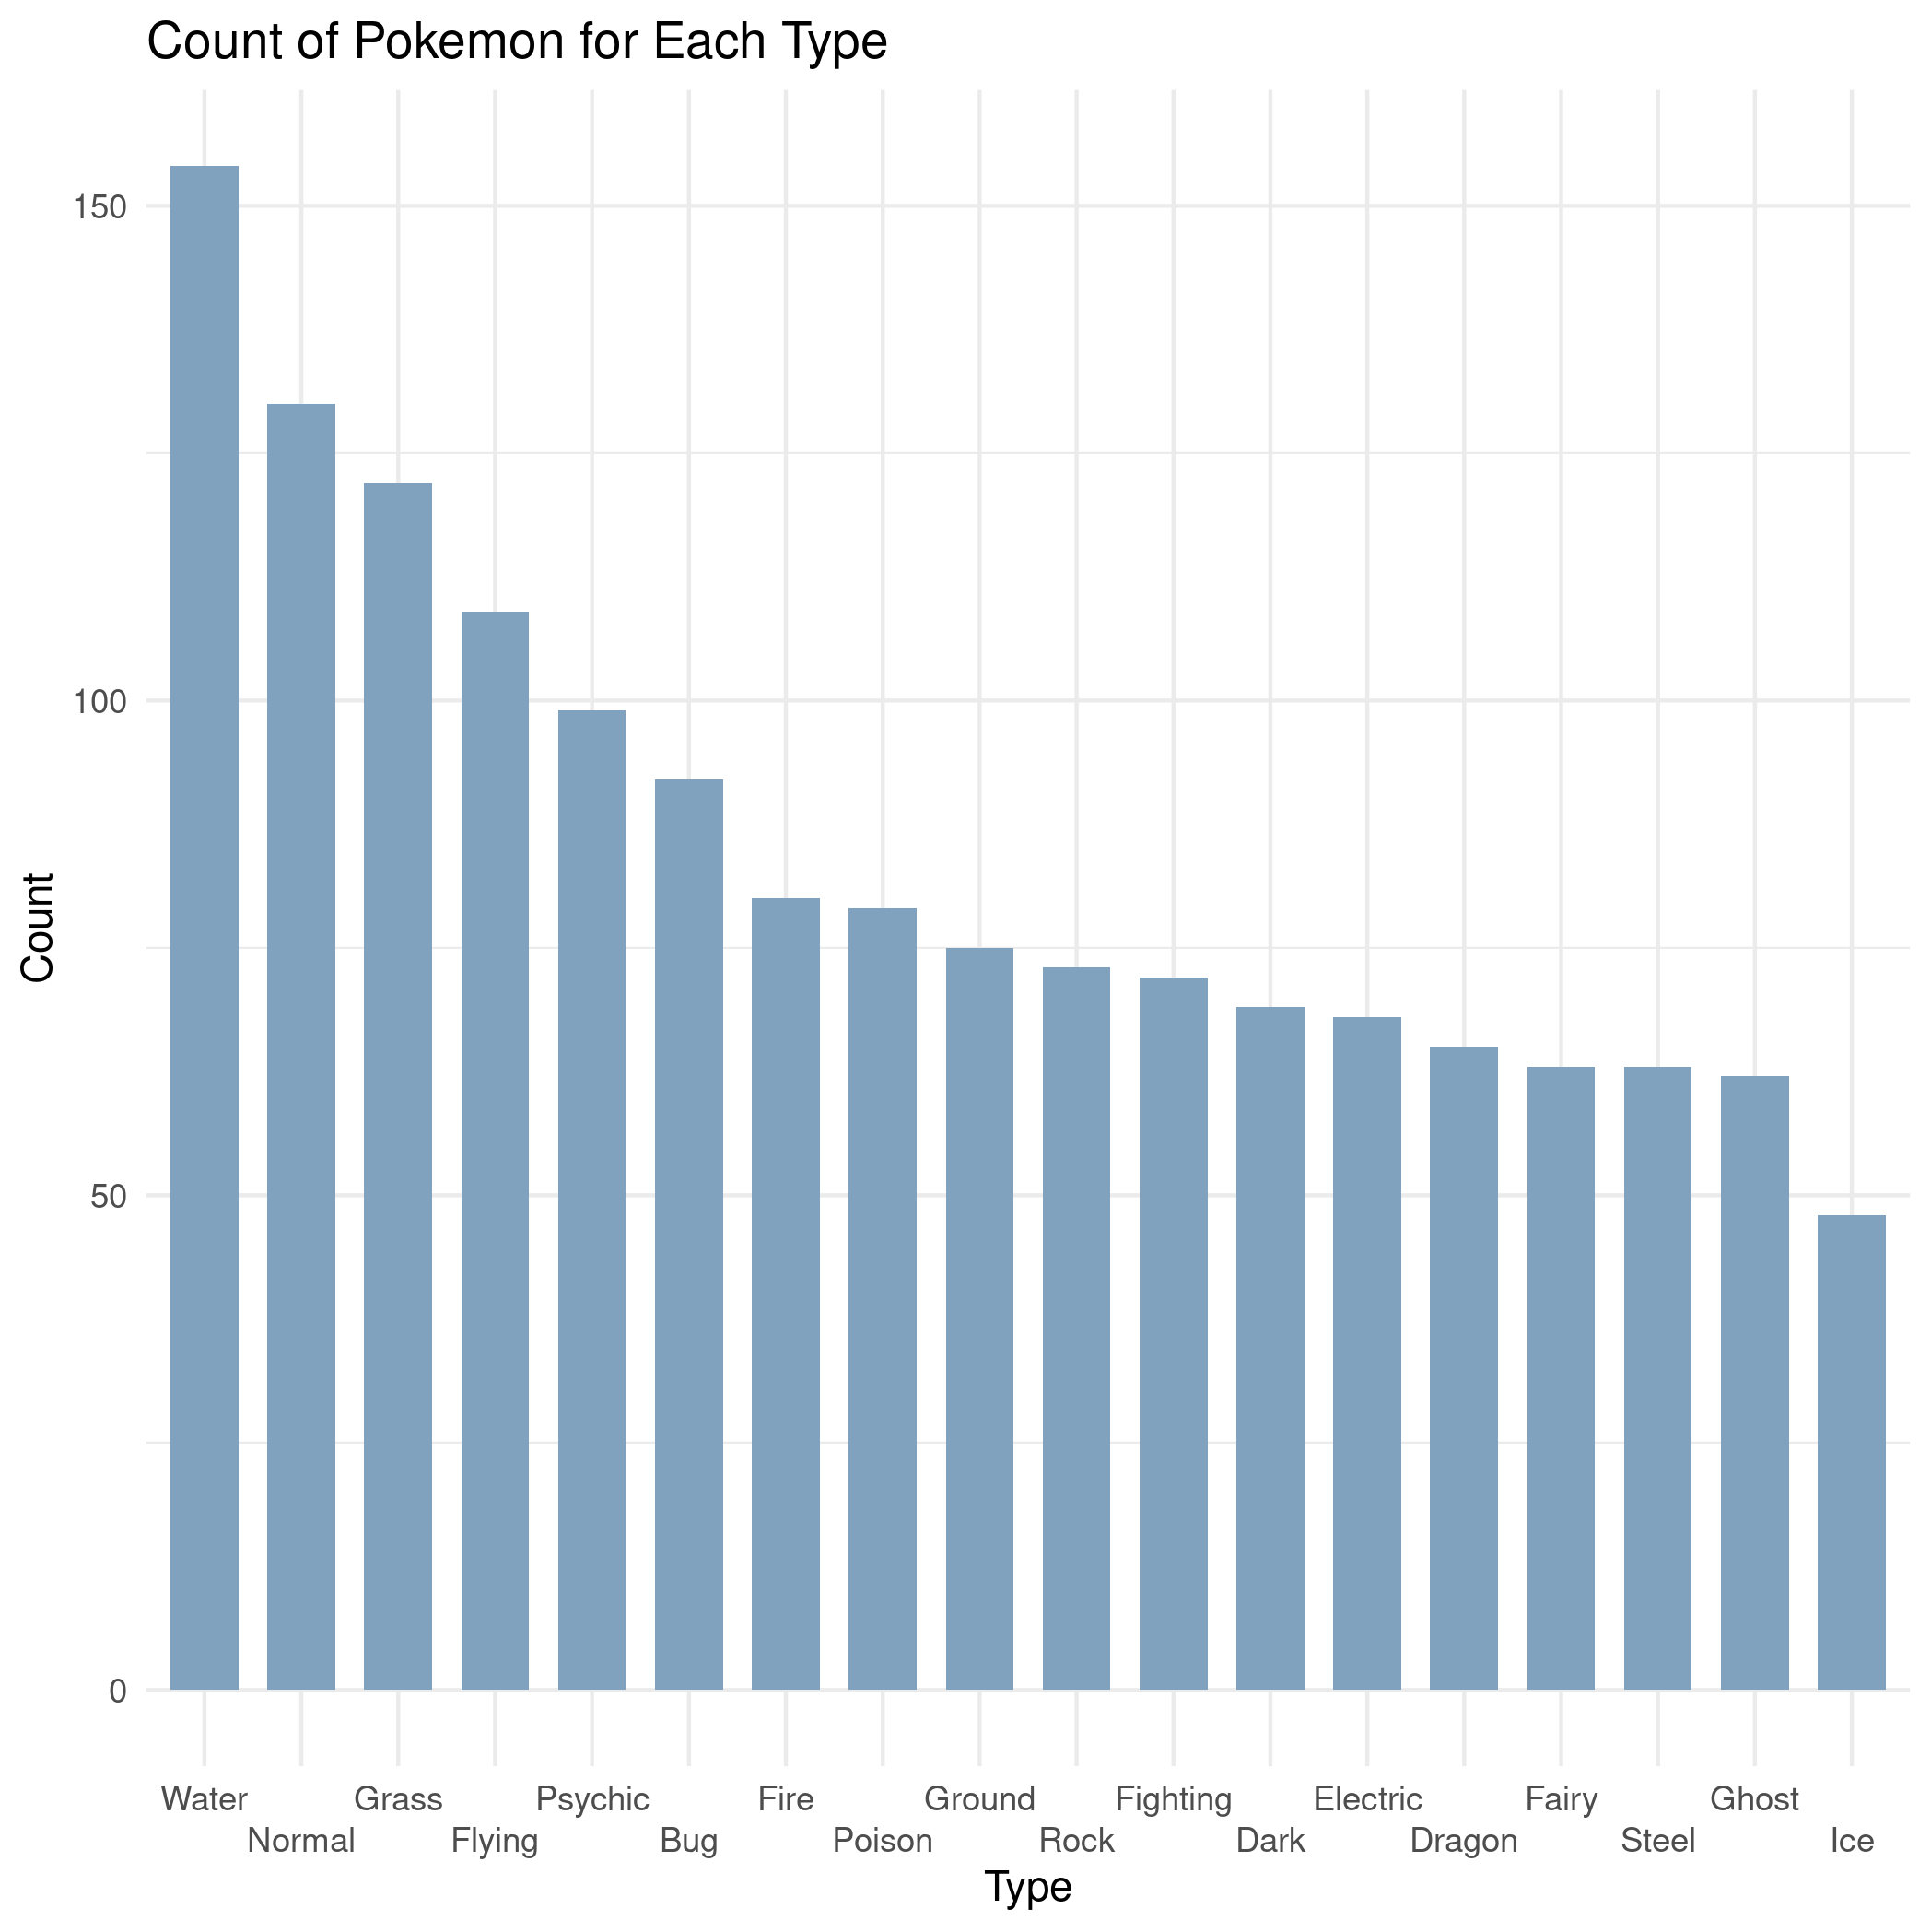 Count of Pokemon for Each Type
150
100
50
0
Count
Water Grass Psychic Fire Ground Fighting Electric Fairy Ghost
Normal Flying Bug Poison Rock Dark Dragon Steel Ice
Type